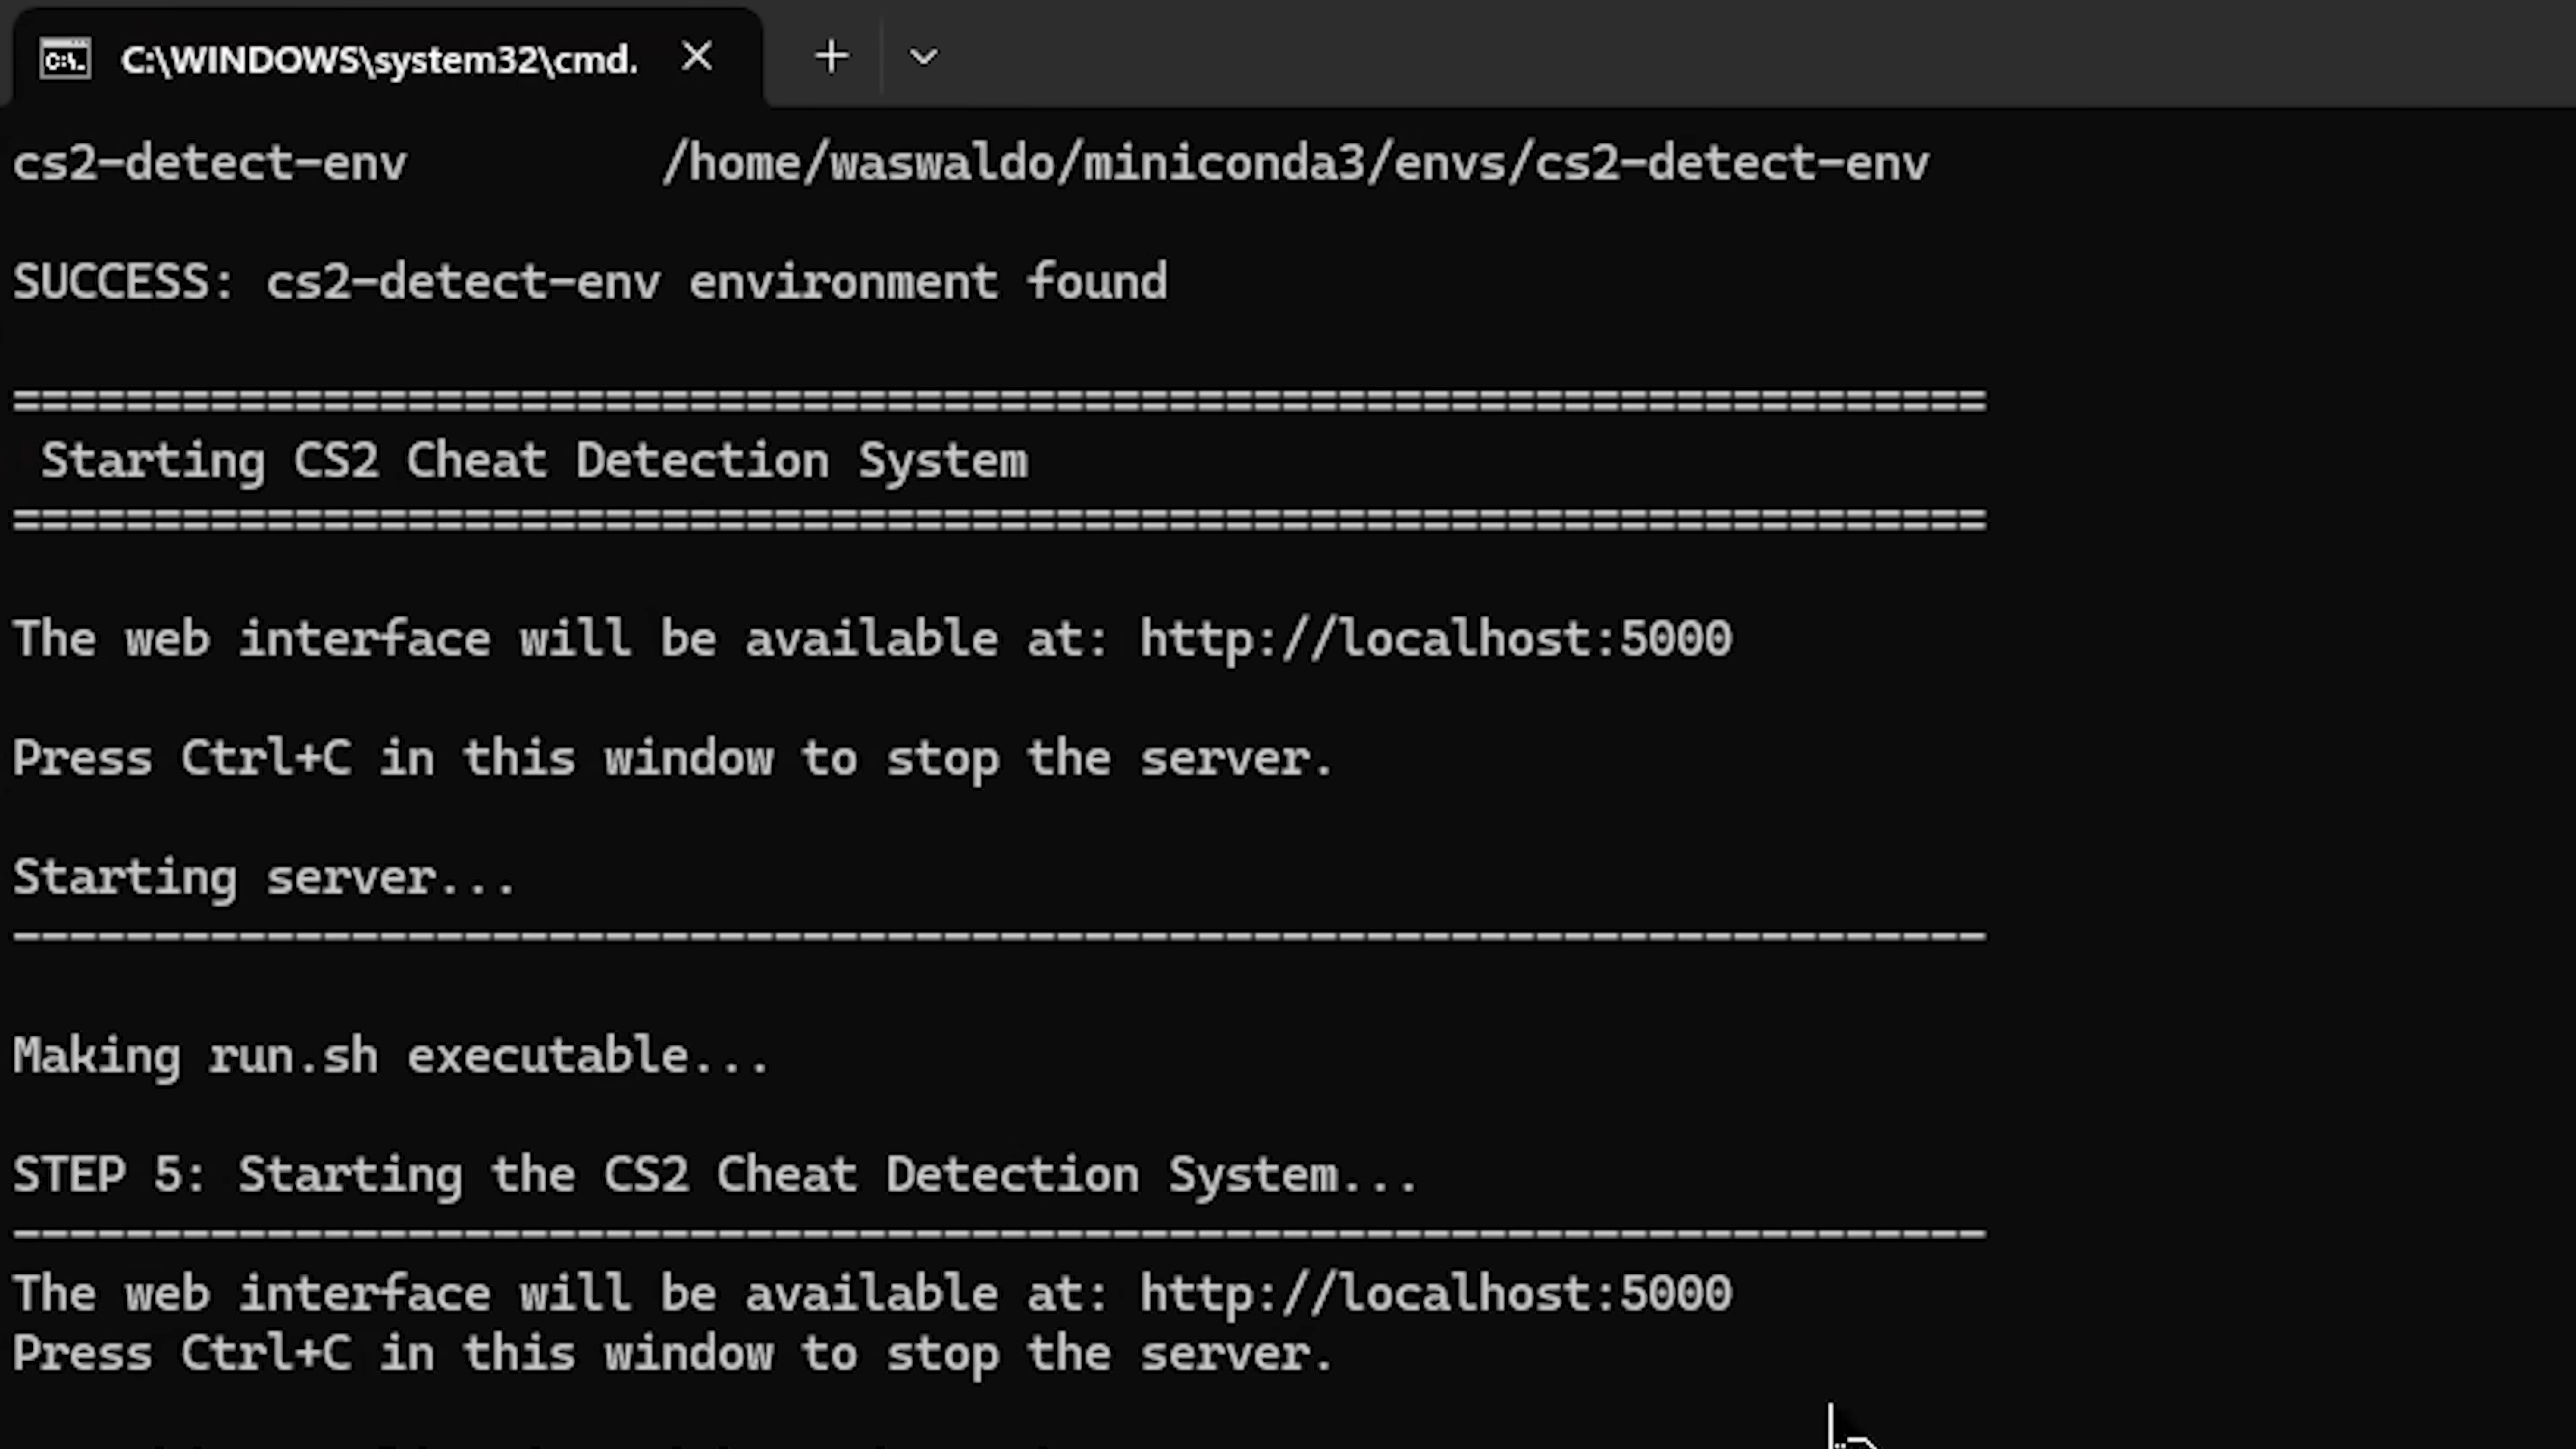 C:\WINDOWS\system32\cmd.
cs2-detect-env /home/waswaldo/miniconda3/envs/cs2-detect-env
SUCCESS: cs2-detect-env environment found
======================================================================
Starting CS2 Cheat Detection System
======================================================================
The web interface will be available at: http://localhost:5000
Press Ctrl+C in this window to stop the server.
Starting server...
----------------------------------------------------------------------
Making run.sh executable...
STEP 5: Starting the CS2 Cheat Detection System...
----------------------------------------------------------------------
The web interface will be available at: http://localhost:5000
Press Ctrl+C in this window to stop the server.